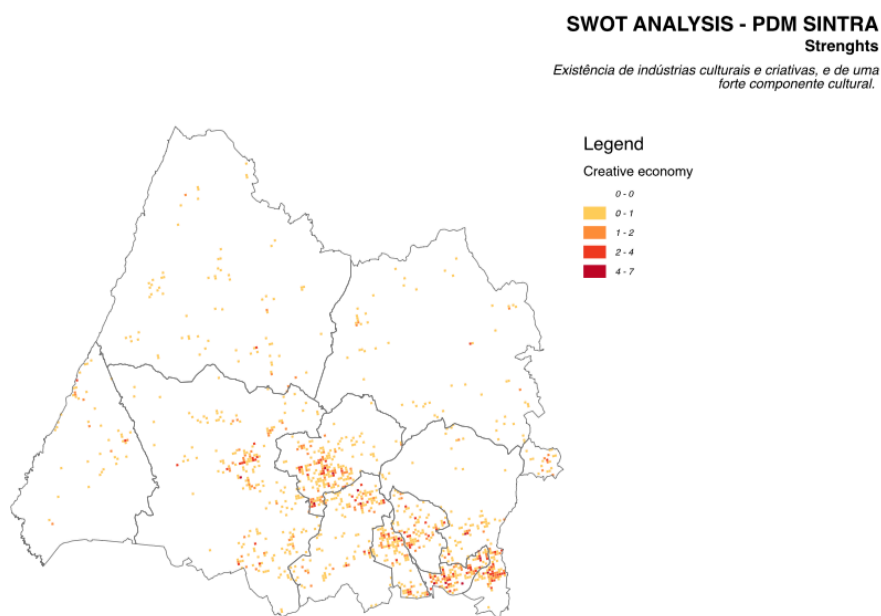 SWOT ANALYSIS - PDM SINTRA
Strenghts
Existência de indústrias culturais e criativas, e de uma
forte componente cultural.
Legend
Creative economy
0 - 0
0 - 1
1 - 2
2 - 4
4 - 7